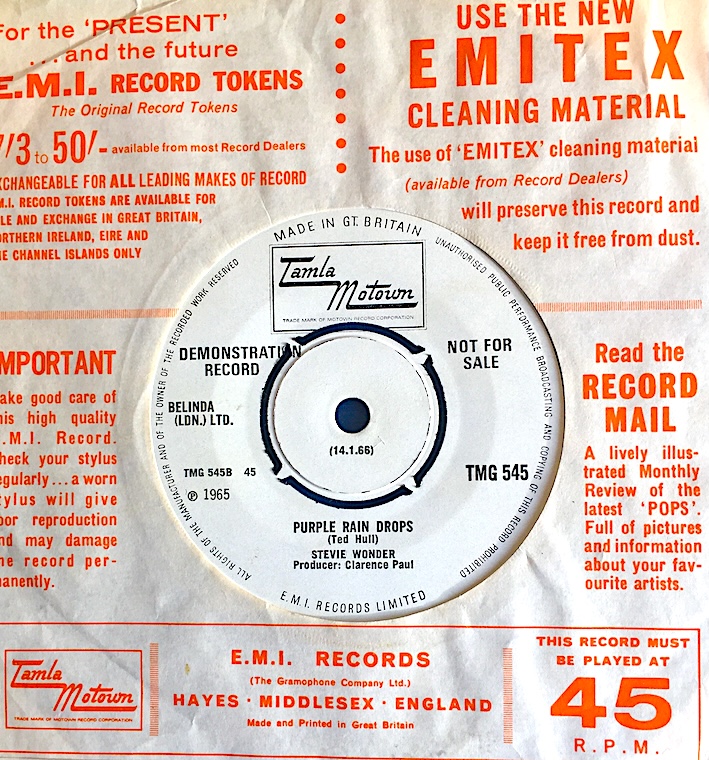 For the 'PRESENT'
...and the future
E.M.I. RECORD TOKENS
The Original Record Tokens
7/3 to 50/- available from most Record Dealers
EXCHANGEABLE FOR ALL LEADING MAKES OF RECORD
E.M.I. RECORD TOKENS ARE AVAILABLE FOR
SALE AND EXCHANGE IN GREAT BRITAIN,
NORTHERN IRELAND, EIRE AND
THE CHANNEL ISLANDS ONLY
USE THE NEW
EMITEX
CLEANING MATERIAL
The use of 'EMITEX' cleaning material
(available from Record Dealers)
will preserve this record and
keep it free from dust.
IMPORTANT
Take good care of
this high quality
E.M.I. Record.
Check your stylus
regularly... a worn
stylus will give
poor reproduction
and may damage
the record per-
manently.
MADE IN GT. BRITAIN
UNAUTHORISED PUBLIC PERFORMANCE BROADCASTING AND COPYING OF THIS RECORD PROHIBITED
E.M.I. RECORDS LIMITED
ALL RIGHTS OF THE MANUFACTURER AND OF THE OWNER OF THE RECORDED WORK RESERVED
Tamla
Motown
TRADE MARK OF MOTOWN RECORD CORPORATION
DEMONSTRATION
RECORD
NOT FOR
SALE
BELINDA
(LDN.) LTD.
(14.1.66)
TMG 545B 45
℗ 1965
TMG 545
PURPLE RAIN DROPS
(Ted Hull)
STEVIE WONDER
Producer: Clarence Paul
Read the
RECORD
MAIL
A lively illus-
trated Monthly
Review of the
latest 'POPS'.
Full of pictures
and information
about your fav-
ourite artists.
Tamla
Motown
TRADE MARK OF MOTOWN RECORD CORPORATION
E.M.I. RECORDS
(The Gramophone Company Ltd.)
HAYES · MIDDLESEX · ENGLAND
Made and Printed in Great Britain
THIS RECORD MUST
BE PLAYED AT
45
R.P.M.